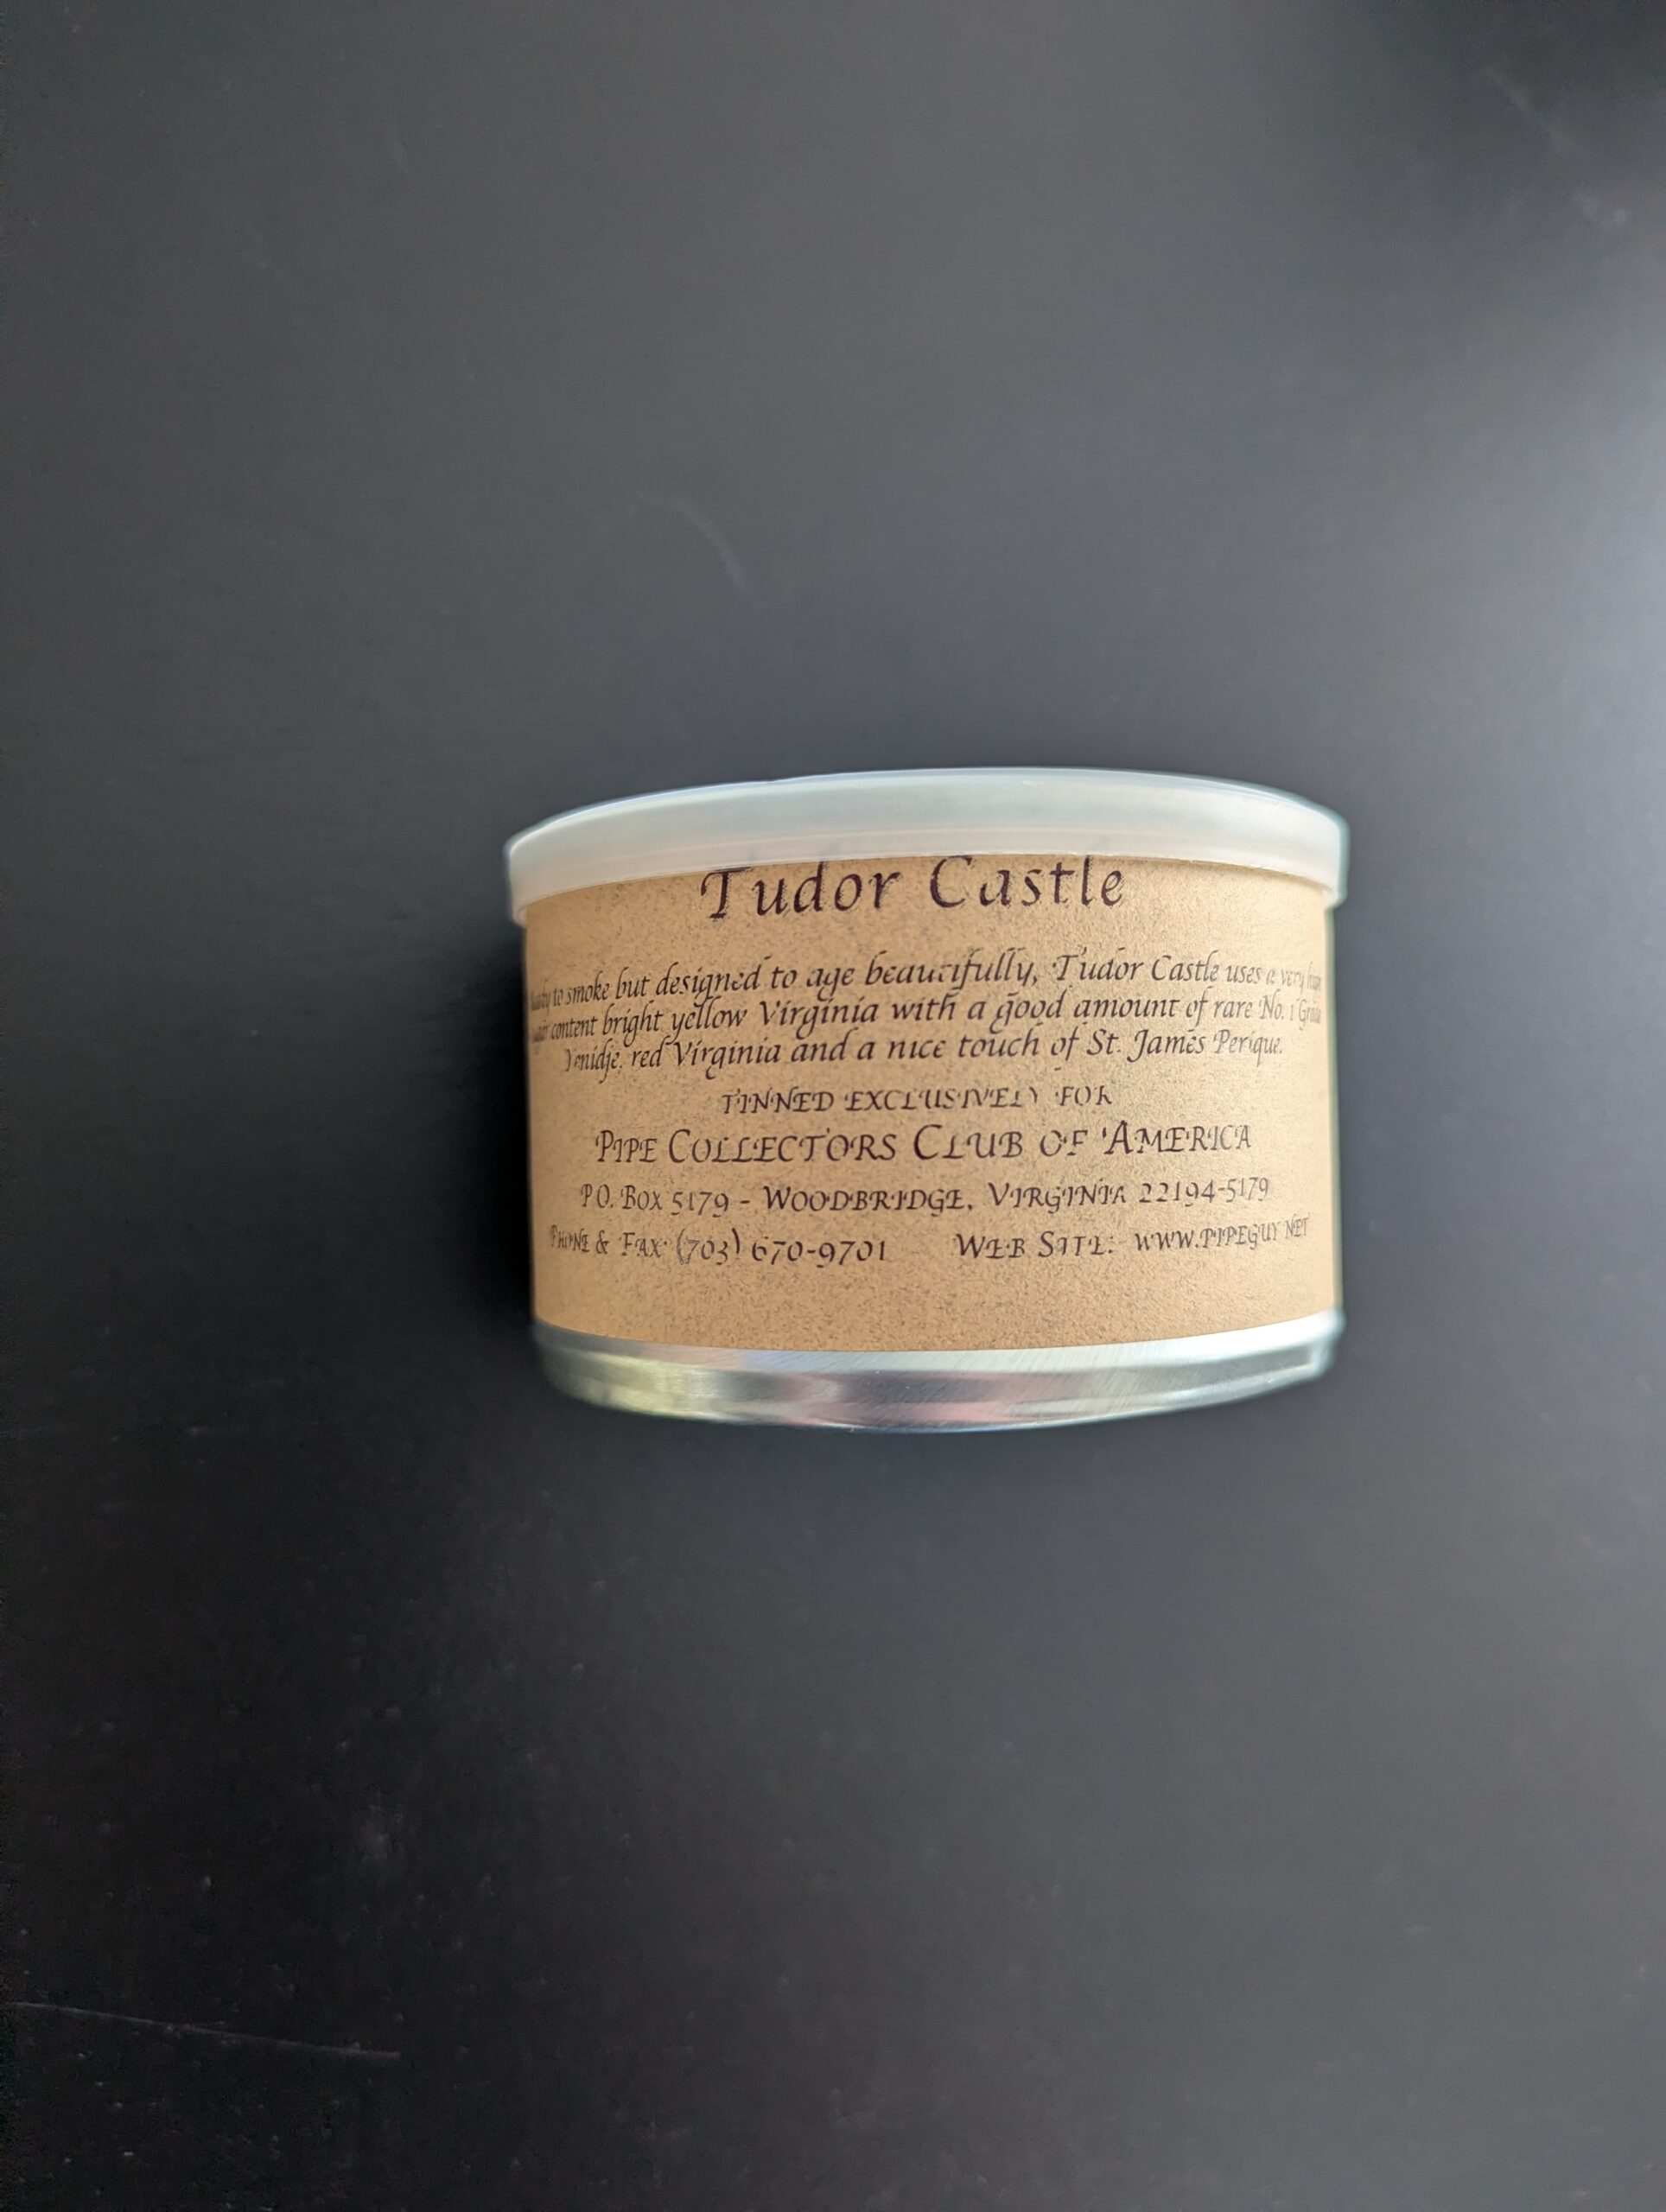 Tudor Castle
to smoke but designed to age beautifully, Tudor Castle uses a very
content bright yellow Virginia with a good amount of rare No. 1 Grade
Yenidje, red Virginia and a nice touch of St. James Perique.
TINNED EXCLUSIVELY FOR
PIPE COLLECTORS CLUB OF AMERICA
P.O. BOX 5179 - WOODBRIDGE, VIRGINIA 22194-5179
PHONE & FAX: (703) 670-9701 WEB SITE: WWW.PIPEGUY.NET